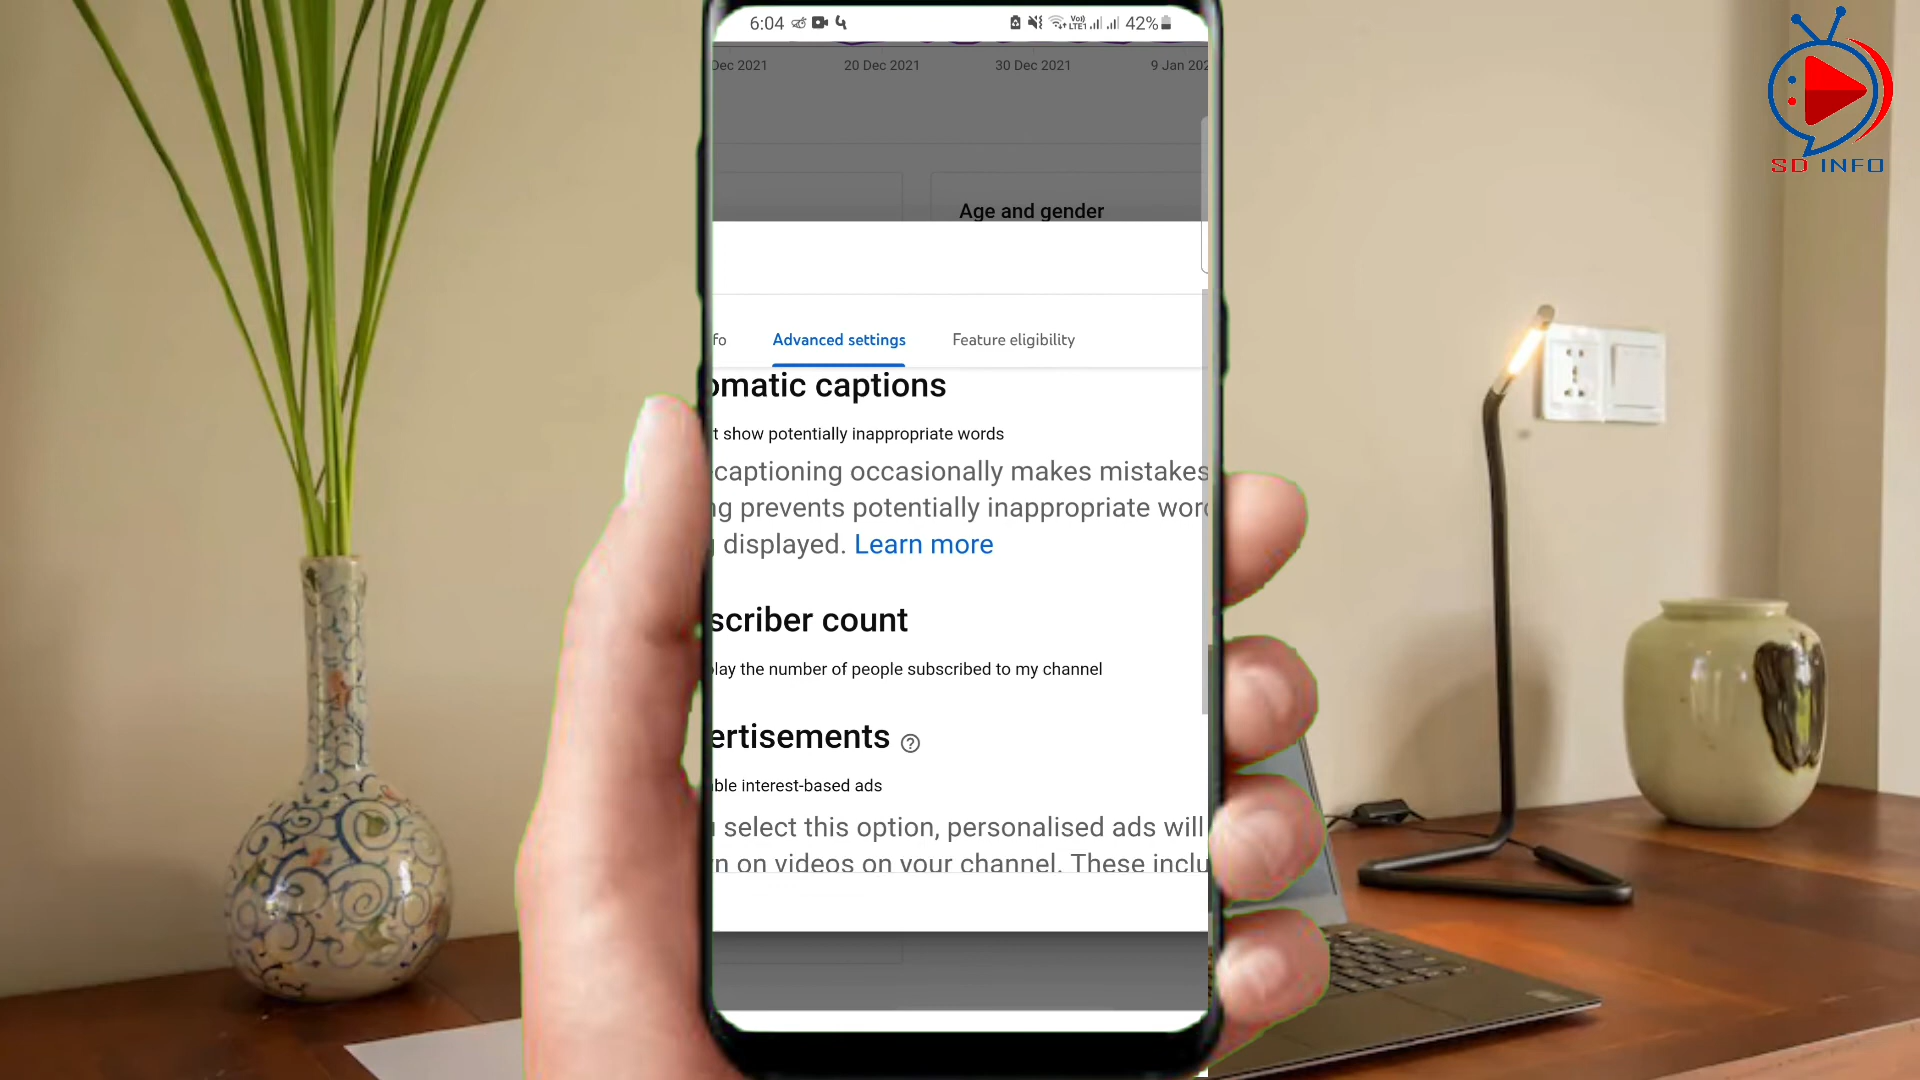 6:04
Vo)) LTE1 42%
Dec 2021 20 Dec 2021 30 Dec 2021 9 Jan 202
SD INFO
Age and gender
fo Advanced settings Feature eligibility
omatic captions
t show potentially inappropriate words
captioning occasionally makes mistakes
ng prevents potentially inappropriate word
g displayed. Learn more
scriber count
lay the number of people subscribed to my channel
ertisements ?
ble interest-based ads
u select this option, personalised ads will
n on videos on your channel. These inclu